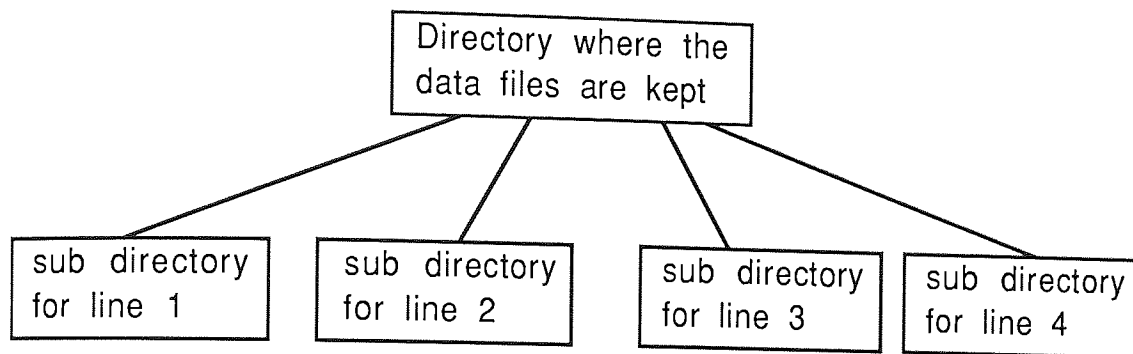 Directory where the
data files are kept
sub directory
for line 1
sub directory
for line 2
sub directory
for line 3
sub directory
for line 4